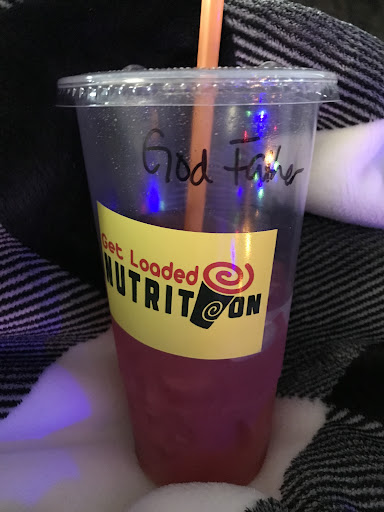 God Father
Get Loaded
NUTRITION